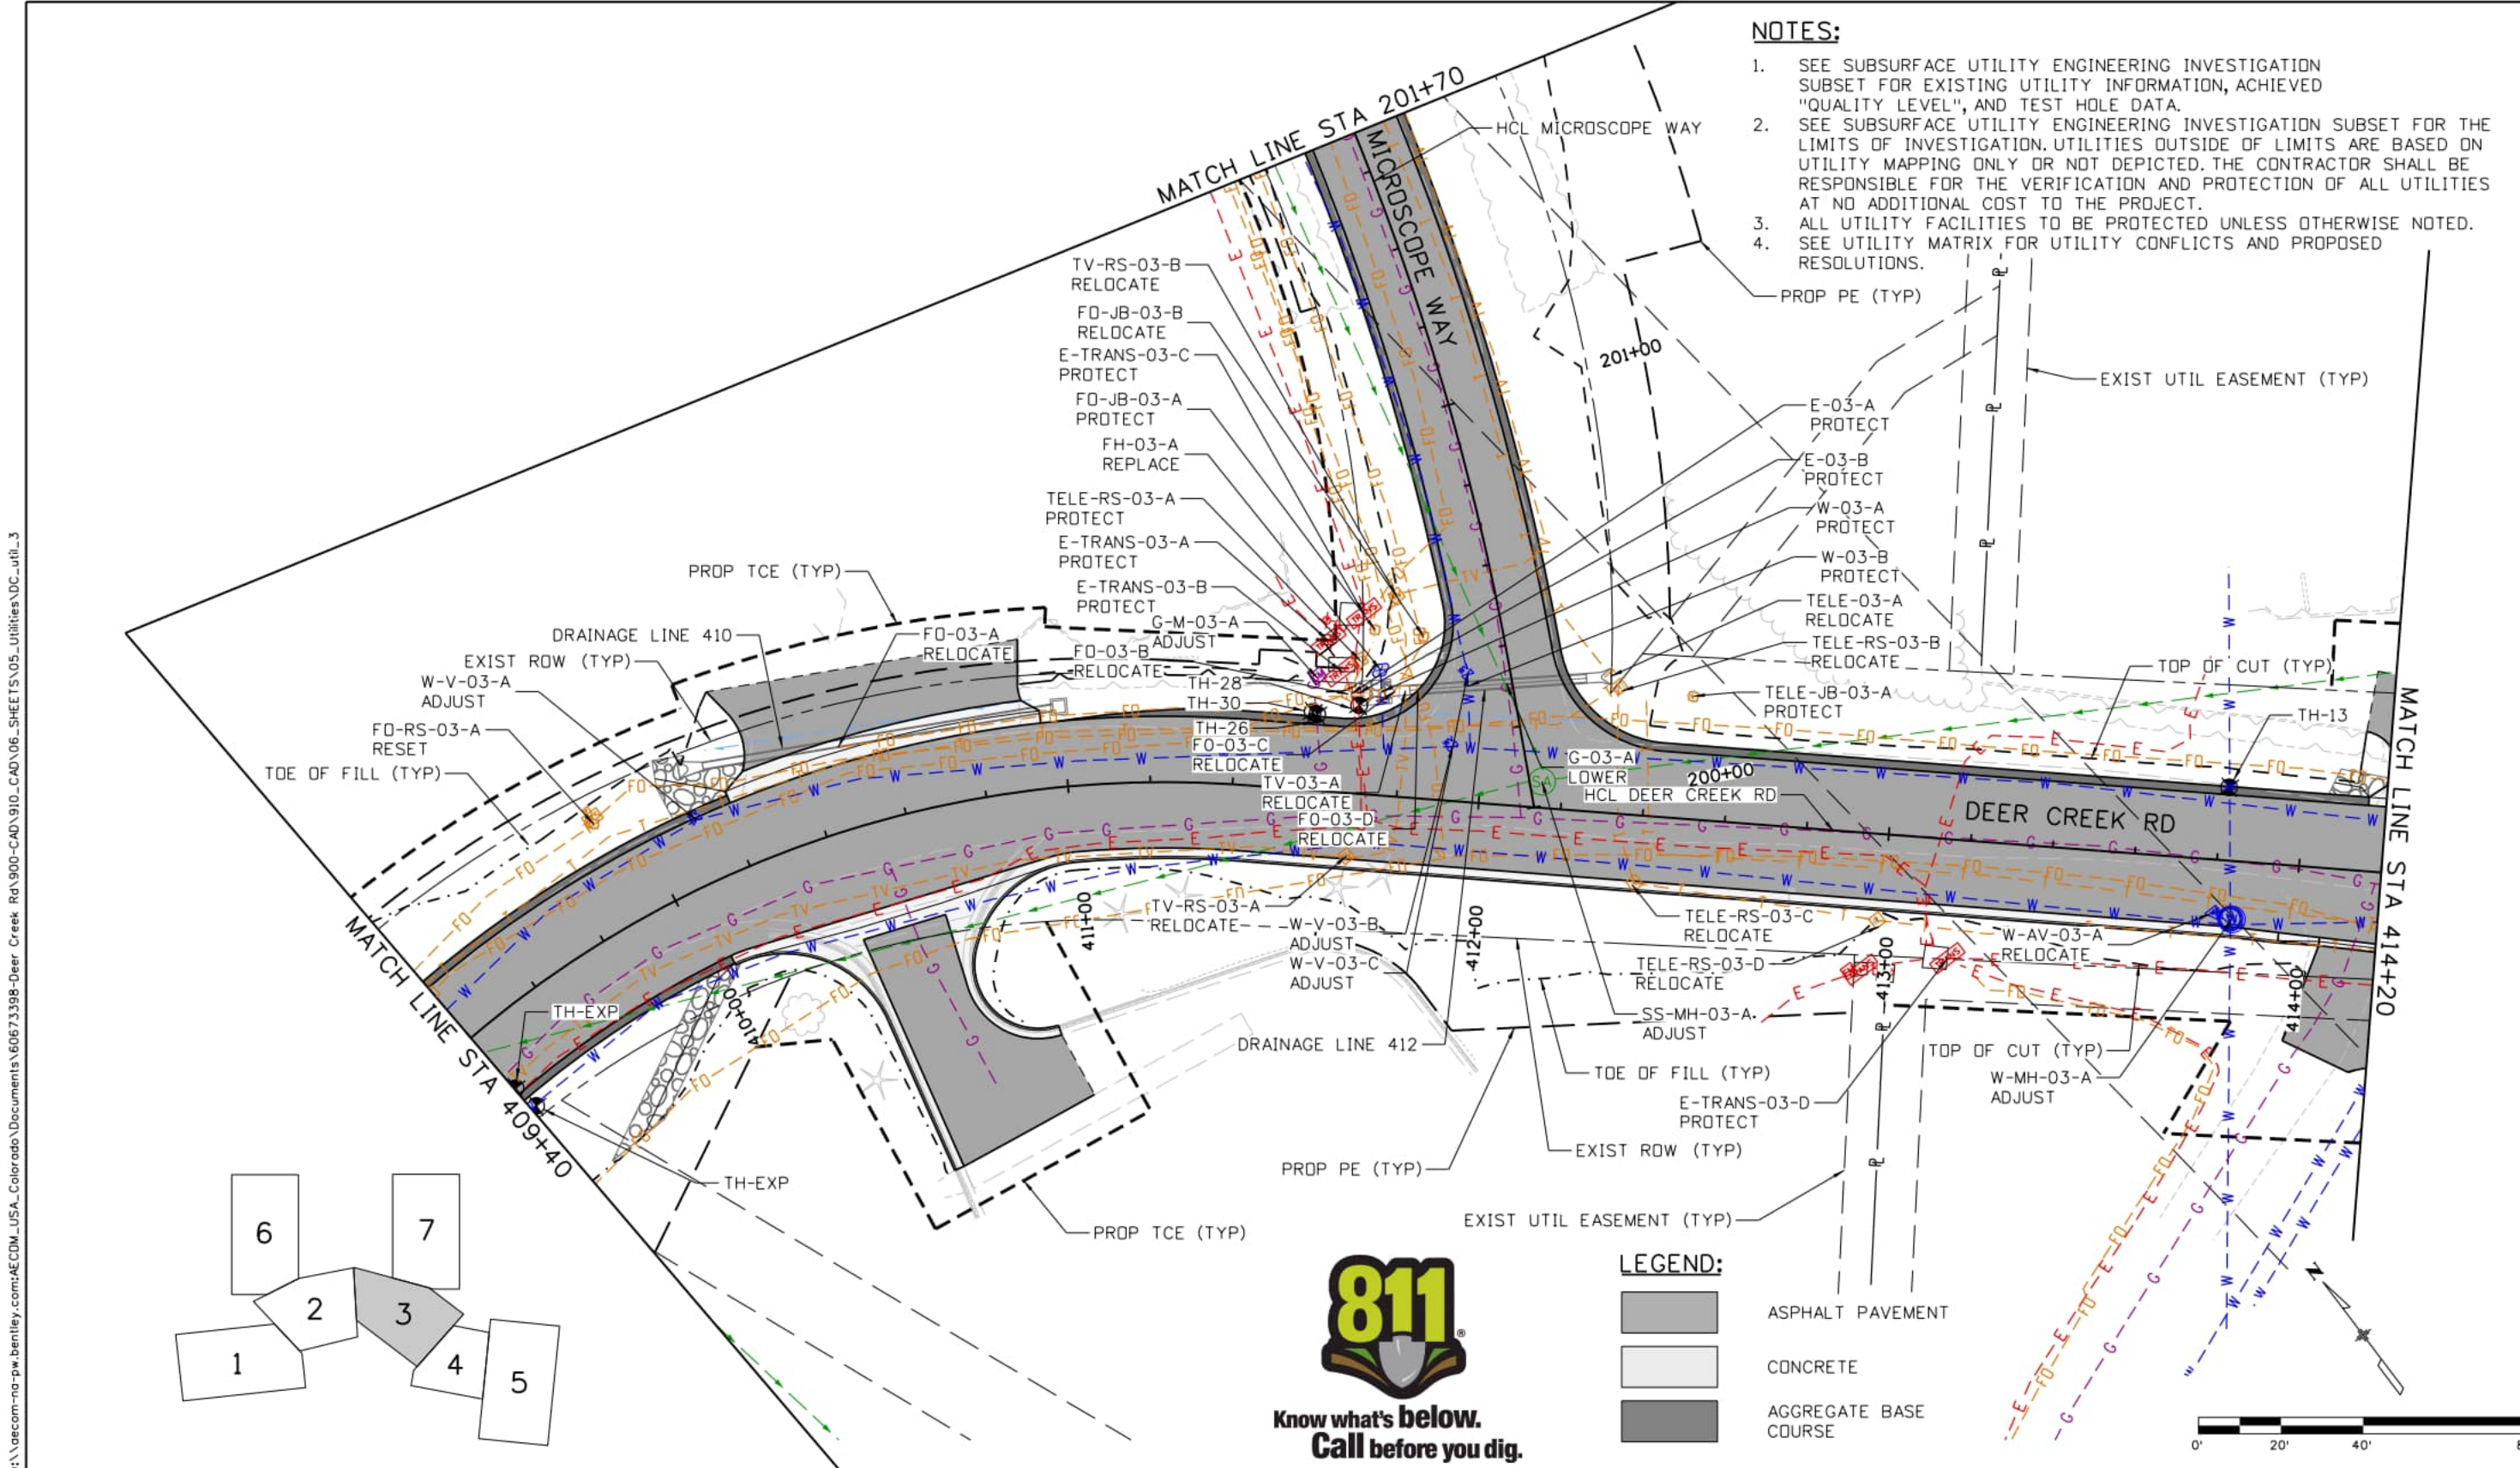 NOTES:
1. SEE SUBSURFACE UTILITY ENGINEERING INVESTIGATION
SUBSET FOR EXISTING UTILITY INFORMATION, ACHIEVED
"QUALITY LEVEL", AND TEST HOLE DATA.
2. SEE SUBSURFACE UTILITY ENGINEERING INVESTIGATION SUBSET FOR THE
LIMITS OF INVESTIGATION. UTILITIES OUTSIDE OF LIMITS ARE BASED ON
UTILITY MAPPING ONLY OR NOT DEPICTED. THE CONTRACTOR SHALL BE
RESPONSIBLE FOR THE VERIFICATION AND PROTECTION OF ALL UTILITIES
AT NO ADDITIONAL COST TO THE PROJECT.
3. ALL UTILITY FACILITIES TO BE PROTECTED UNLESS OTHERWISE NOTED.
4. SEE UTILITY MATRIX FOR UTILITY CONFLICTS AND PROPOSED
RESOLUTIONS.
MATCH LINE STA 201+70
HCL MICROSCOPE WAY
MICROSCOPE WAY
PROP PE (TYP)
201+00
EXIST UTIL EASEMENT (TYP)
TV-RS-03-B
RELOCATE
FO-JB-03-B
RELOCATE
E-TRANS-03-C
PROTECT
FO-JB-03-A
PROTECT
FH-03-A
REPLACE
TELE-RS-03-A
PROTECT
E-TRANS-03-A
PROTECT
E-TRANS-03-B
PROTECT
G-M-03-A
ADJUST
FO-03-B
RELOCATE
TH-28
TH-30
TH-26
FO-03-C
RELOCATE
TV-03-A
RELOCATE
FO-03-D
RELOCATE
E-03-A
PROTECT
E-03-B
PROTECT
W-03-A
PROTECT
W-03-B
PROTECT
TELE-03-A
RELOCATE
TELE-RS-03-B
RELOCATE
TELE-JB-03-A
PROTECT
TOP OF CUT (TYP)
TH-13
MATCH LINE STA 414+20
PROP TCE (TYP)
DRAINAGE LINE 410
FO-03-A
RELOCATE
EXIST ROW (TYP)
W-V-03-A
ADJUST
FO-RS-03-A
RESET
TOE OF FILL (TYP)
G-03-A
LOWER
200+00
HCL DEER CREEK RD
DEER CREEK RD
SA
MATCH LINE STA 409+40
TH-EXP
TH-EXP
410+00
411+00
412+00
413+00
414+00
TV-RS-03-A
RELOCATE
W-V-03-B
ADJUST
W-V-03-C
ADJUST
DRAINAGE LINE 412
TELE-RS-03-C
RELOCATE
TELE-RS-03-D
RELOCATE
SS-MH-03-A
ADJUST
W-AV-03-A
RELOCATE
TOP OF CUT (TYP)
W-MH-03-A
ADJUST
TOE OF FILL (TYP)
E-TRANS-03-D
PROTECT
EXIST ROW (TYP)
PROP PE (TYP)
EXIST UTIL EASEMENT (TYP)
PROP TCE (TYP)
6
7
2
3
1
4
5
811
Know what's below.
Call before you dig.
LEGEND:
ASPHALT PAVEMENT
CONCRETE
AGGREGATE BASE
COURSE
N
0' 20' 40'